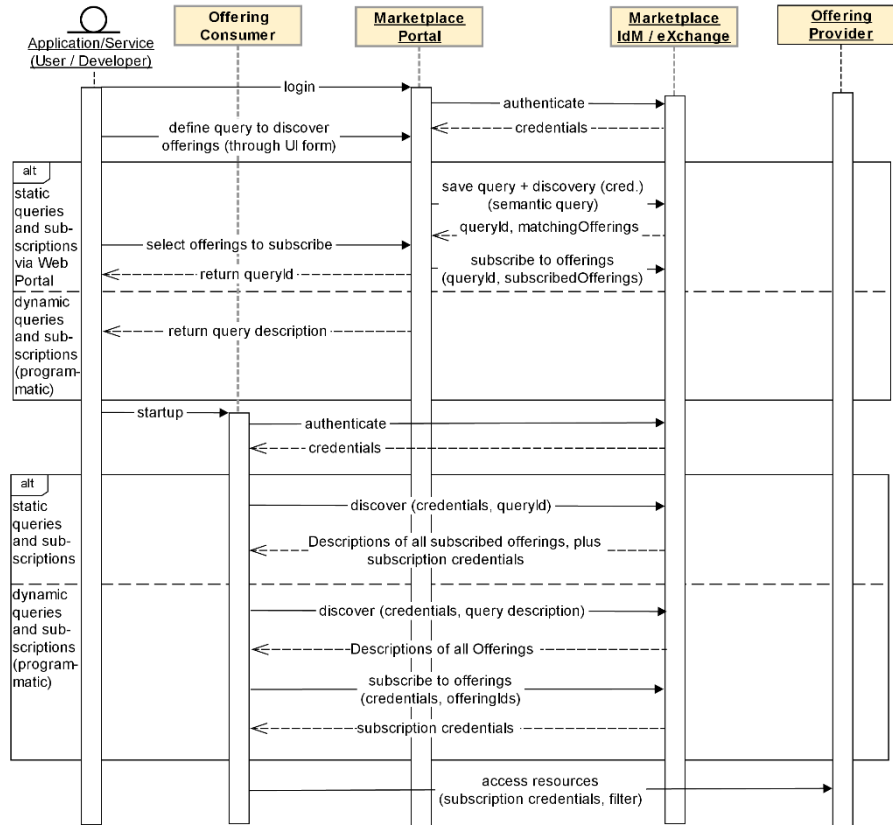 Application/Service
(User / Developer)
Offering
Consumer
Marketplace
Portal
Marketplace
IdM / eXchange
Offering
Provider
login
authenticate
credentials
define query to discover
offerings (through UI form)
alt
static
queries
and sub-
scriptions
via Web
Portal
save query + discovery (cred.)
(semantic query)
queryId, matchingOfferings
select offerings to subscribe
subscribe to offerings
(queryId, subscribedOfferings)
return queryId
dynamic
queries
and sub-
scriptions
(program-
matic)
return query description
startup
authenticate
credentials
alt
static
queries
and sub-
scriptions
discover (credentials, queryId)
Descriptions of all subscribed offerings, plus
subscription credentials
dynamic
queries
and sub-
scriptions
(program-
matic)
discover (credentials, query description)
Descriptions of all Offerings
subscribe to offerings
(credentials, offeringIds)
subscription credentials
access resources
(subscription credentials, filter)